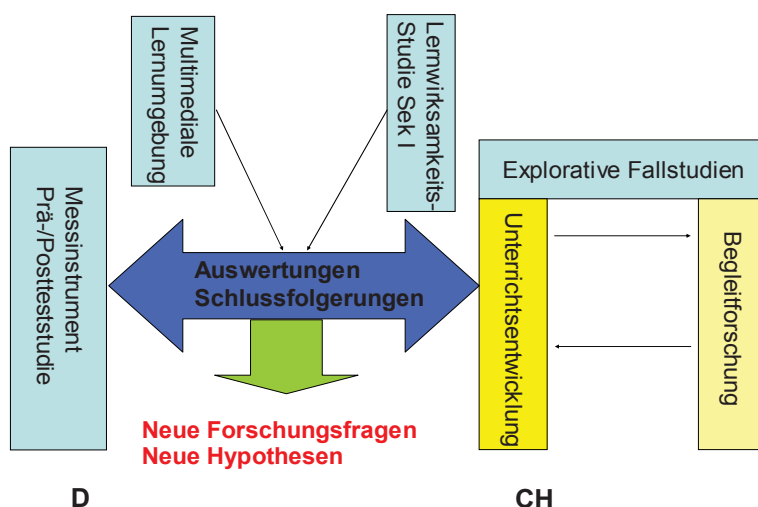 Multimediale
Lernumgebung
Lernwirksamkeits-
Studie Sek I
Messinstrument
Prä-/Postteststudie
Explorative Fallstudien
Auswertungen
Schlussfolgerungen
Unterrichtsentwicklung
Begleitforschung
Neue Forschungsfragen
Neue Hypothesen
D
CH